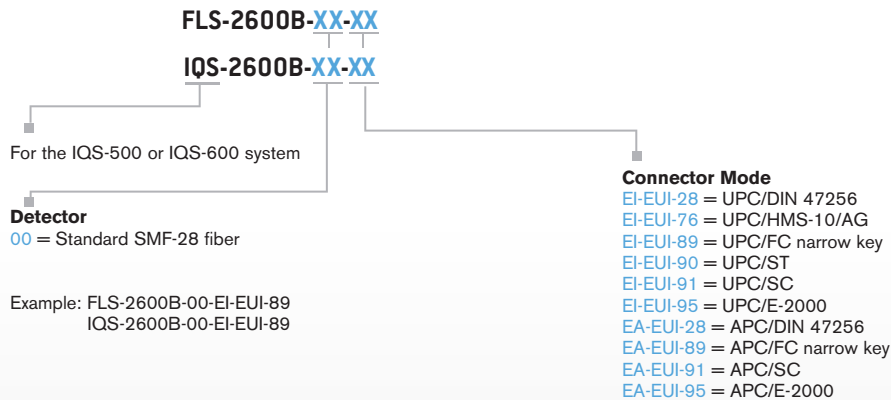 FLS-2600B-XX-XX
IQS-2600B-XX-XX
For the IQS-500 or IQS-600 system
Detector
00 = Standard SMF-28 fiber
Example: FLS-2600B-00-EI-EUI-89
IQS-2600B-00-EI-EUI-89
Connector Mode
EI-EUI-28 = UPC/DIN 47256
EI-EUI-76 = UPC/HMS-10/AG
EI-EUI-89 = UPC/FC narrow key
EI-EUI-90 = UPC/ST
EI-EUI-91 = UPC/SC
EI-EUI-95 = UPC/E-2000
EA-EUI-28 = APC/DIN 47256
EA-EUI-89 = APC/FC narrow key
EA-EUI-91 = APC/SC
EA-EUI-95 = APC/E-2000